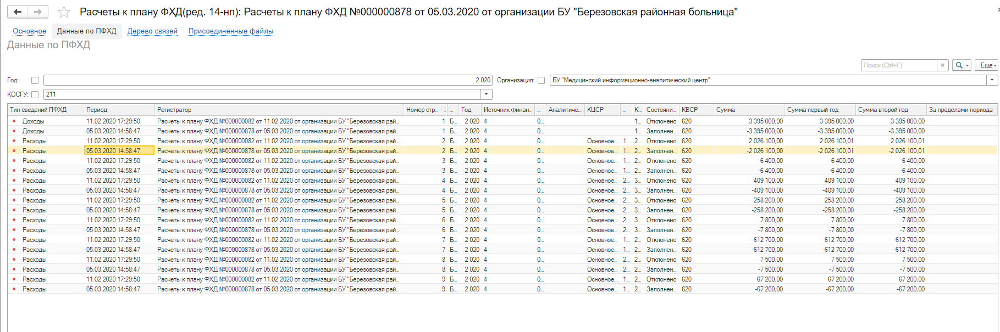 Расчеты к плану ФХД(ред. 14-нп): Расчеты к плану ФХД №000000878 от 05.03.2020 от организации БУ "Березовская районная больница"
Основное Данные по ПФХД Дерево связей Присоединенные файлы
Данные по ПФХД
Поиск (Ctrl+F) × Еще
Год: 2 020 Организация: БУ "Медицинский информационно-аналитический центр"
КОСГУ: 211
Тип сведений ПФХД Период Регистратор Номер стр... ↓ ... Год Источник финан... ... Аналитиче... КЦСР ... К... Состояни... КВСР Сумма Сумма первый год Сумма второй год За пределами периода
Доходы 11.02.2020 17:29:50 Расчеты к плану ФХД №000000082 от 11.02.2020 от организации БУ "Березовская рай... 1 Б... 2 020 4 0... 1... Отклонено 620 3 395 000,00 3 395 000,00 3 395 000,00
Доходы 05.03.2020 14:58:47 Расчеты к плану ФХД №000000878 от 05.03.2020 от организации БУ "Березовская рай... 1 Б... 2 020 4 0... 1... Заполнен... 620 -3 395 000,00 -3 395 000,00 -3 395 000,00
Расходы 11.02.2020 17:29:50 Расчеты к плану ФХД №000000082 от 11.02.2020 от организации БУ "Березовская рай... 2 Б... 2 020 4 0... Основное... 1... 2... Отклонено 620 2 026 100,00 2 026 100,01 2 026 100,01
Расходы 05.03.2020 14:58:47 Расчеты к плану ФХД №000000878 от 05.03.2020 от организации БУ "Березовская рай... 2 Б... 2 020 4 0... Основное... 1... 2... Заполнен... 620 -2 026 100,00 -2 026 100,01 -2 026 100,01
Расходы 11.02.2020 17:29:50 Расчеты к плану ФХД №000000082 от 11.02.2020 от организации БУ "Березовская рай... 3 Б... 2 020 4 0... Основное... 1... 2... Отклонено 620 6 400,00 6 400,00 6 400,00
Расходы 05.03.2020 14:58:47 Расчеты к плану ФХД №000000878 от 05.03.2020 от организации БУ "Березовская рай... 3 Б... 2 020 4 0... Основное... 1... 2... Заполнен... 620 -6 400,00 -6 400,00 -6 400,00
Расходы 11.02.2020 17:29:50 Расчеты к плану ФХД №000000082 от 11.02.2020 от организации БУ "Березовская рай... 4 Б... 2 020 4 0... Основное... 2... 3... Отклонено 620 409 100,00 409 100,00 409 100,00
Расходы 05.03.2020 14:58:47 Расчеты к плану ФХД №000000878 от 05.03.2020 от организации БУ "Березовская рай... 4 Б... 2 020 4 0... Основное... 2... 3... Заполнен... 620 -409 100,00 -409 100,00 -409 100,00
Расходы 11.02.2020 17:29:50 Расчеты к плану ФХД №000000082 от 11.02.2020 от организации БУ "Березовская рай... 5 Б... 2 020 4 0... Основное... 2... 3... Отклонено 620 258 200,00 258 200,00 258 200,00
Расходы 05.03.2020 14:58:47 Расчеты к плану ФХД №000000878 от 05.03.2020 от организации БУ "Березовская рай... 5 Б... 2 020 4 0... Основное... 2... 3... Заполнен... 620 -258 200,00 -258 200,00 -258 200,00
Расходы 11.02.2020 17:29:50 Расчеты к плану ФХД №000000082 от 11.02.2020 от организации БУ "Березовская рай... 6 Б... 2 020 4 0... Основное... 2... 3... Отклонено 620 7 800,00 7 800,00 7 800,00
Расходы 05.03.2020 14:58:47 Расчеты к плану ФХД №000000878 от 05.03.2020 от организации БУ "Березовская рай... 6 Б... 2 020 4 0... Основное... 2... 3... Заполнен... 620 -7 800,00 -7 800,00 -7 800,00
Расходы 11.02.2020 17:29:50 Расчеты к плану ФХД №000000082 от 11.02.2020 от организации БУ "Березовская рай... 7 Б... 2 020 4 0... Основное... 1... 2... Отклонено 620 612 700,00 612 700,00 612 700,00
Расходы 05.03.2020 14:58:47 Расчеты к плану ФХД №000000878 от 05.03.2020 от организации БУ "Березовская рай... 7 Б... 2 020 4 0... Основное... 1... 2... Заполнен... 620 -612 700,00 -612 700,00 -612 700,00
Расходы 11.02.2020 17:29:50 Расчеты к плану ФХД №000000082 от 11.02.2020 от организации БУ "Березовская рай... 8 Б... 2 020 4 0... Основное... 2... 2... Отклонено 620 7 500,00 7 500,00 7 500,00
Расходы 05.03.2020 14:58:47 Расчеты к плану ФХД №000000878 от 05.03.2020 от организации БУ "Березовская рай... 8 Б... 2 020 4 0... Основное... 2... 2... Заполнен... 620 -7 500,00 -7 500,00 -7 500,00
Расходы 11.02.2020 17:29:50 Расчеты к плану ФХД №000000082 от 11.02.2020 от организации БУ "Березовская рай... 9 Б... 2 020 4 0... Основное... 1... 2... Отклонено 620 67 200,00 67 200,00 67 200,00
Расходы 05.03.2020 14:58:47 Расчеты к плану ФХД №000000878 от 05.03.2020 от организации БУ "Березовская рай... 9 Б... 2 020 4 0... Основное... 1... 2... Заполнен... 620 -67 200,00 -67 200,00 -67 200,00